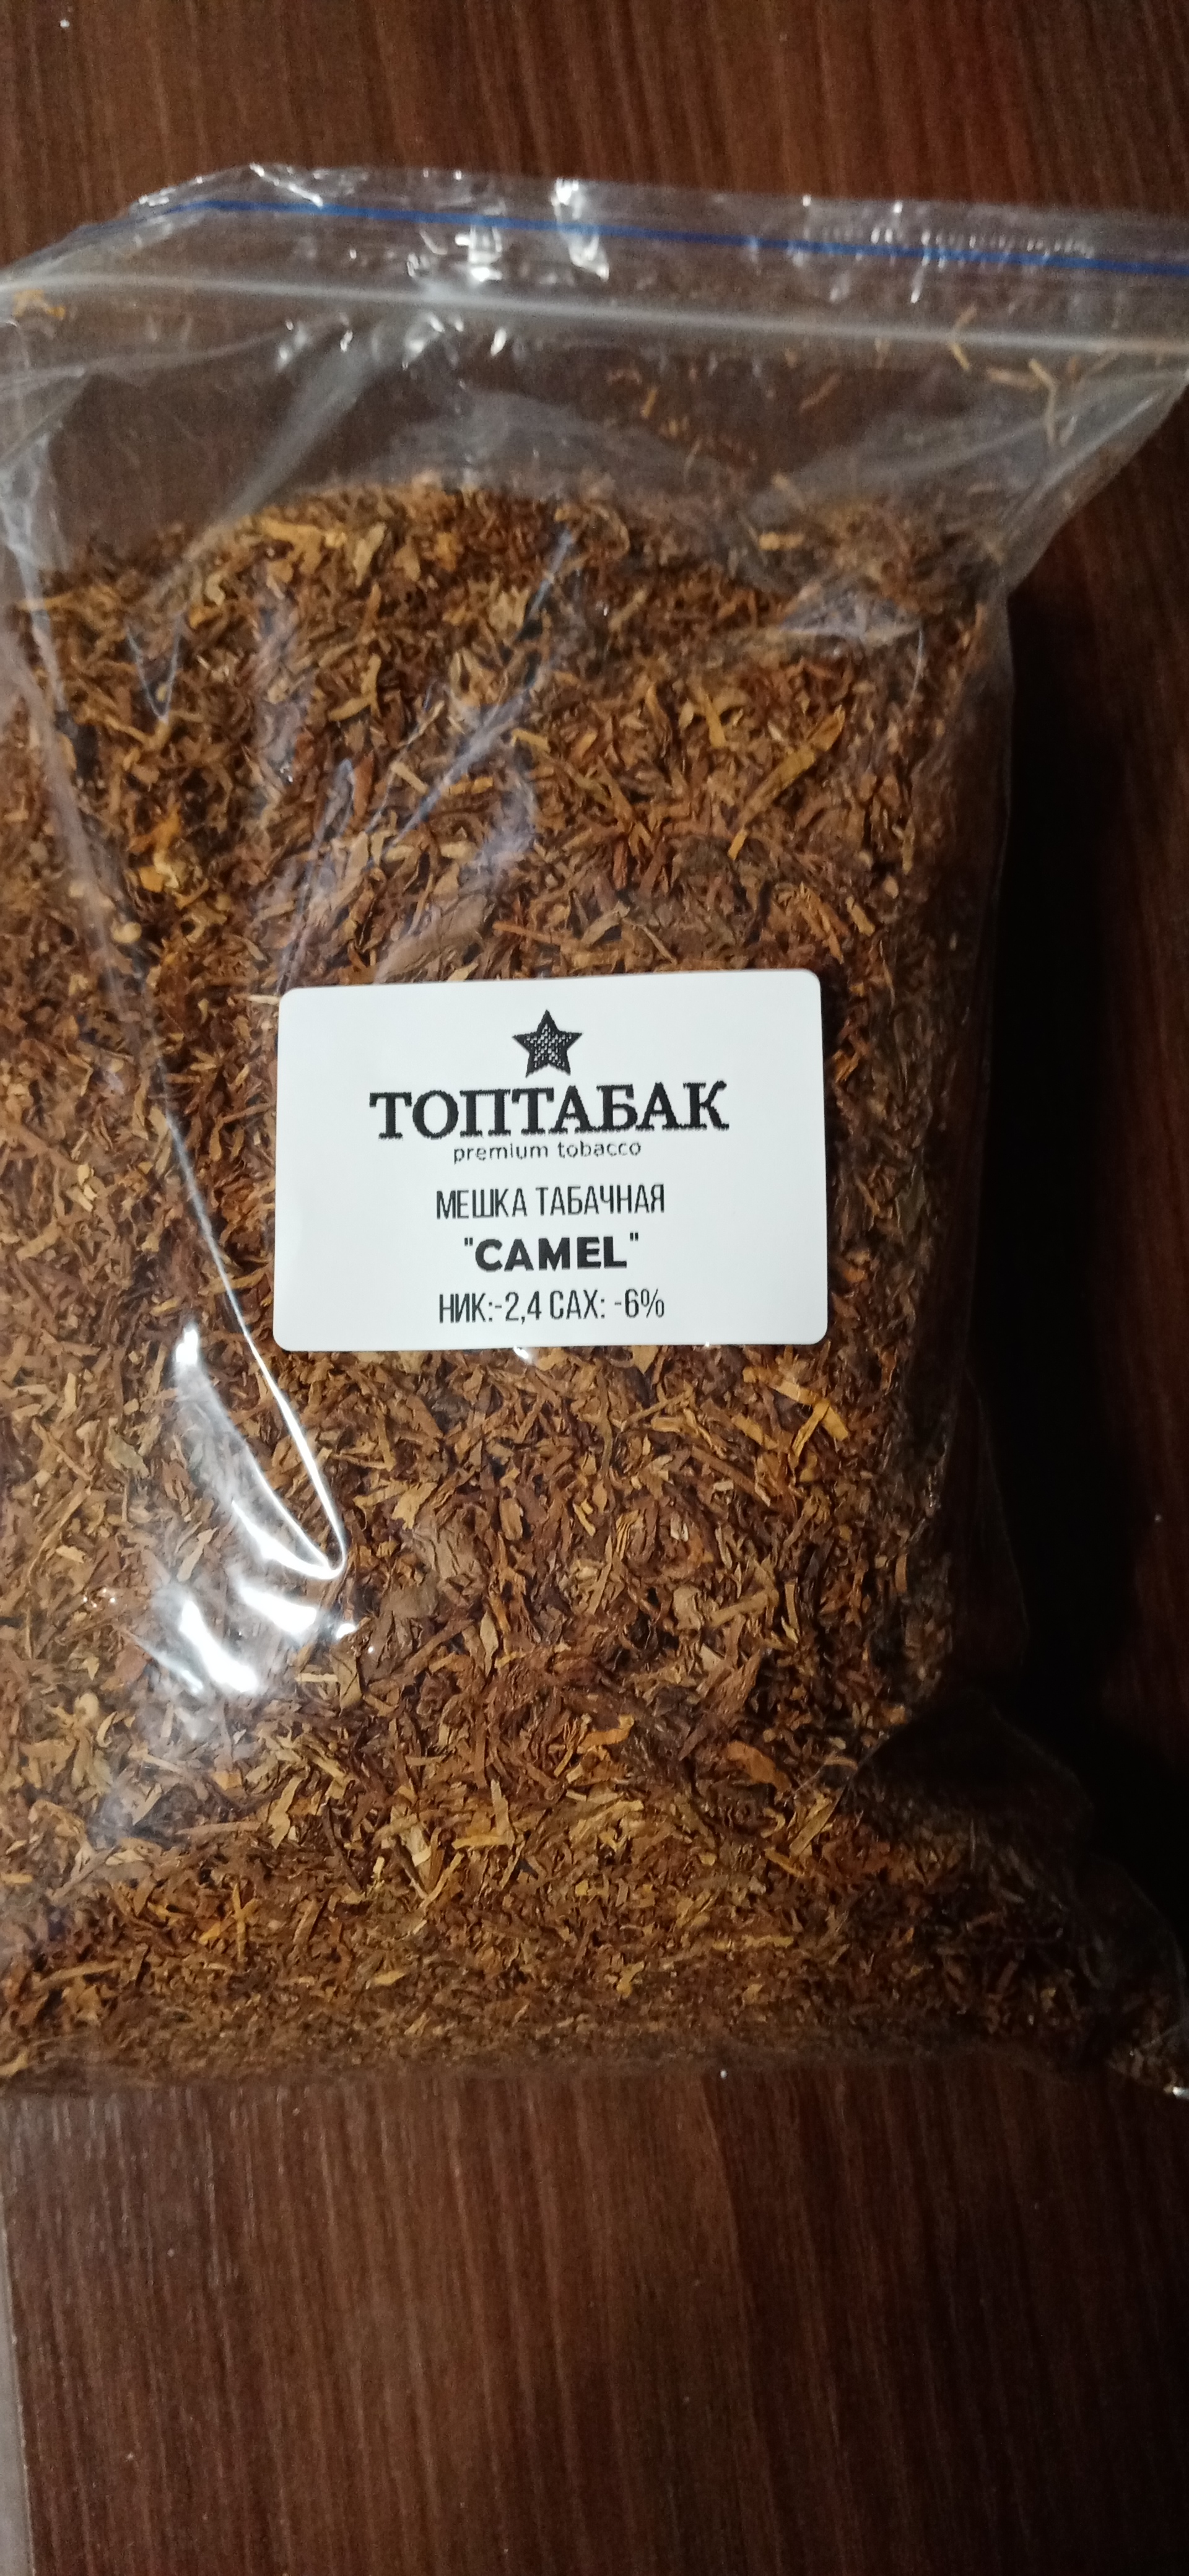 ТОПТАБАК
premium tobacco
МЕШКА ТАБАЧНАЯ
"CAMEL"
НИК:-2,4 САХ: -6%